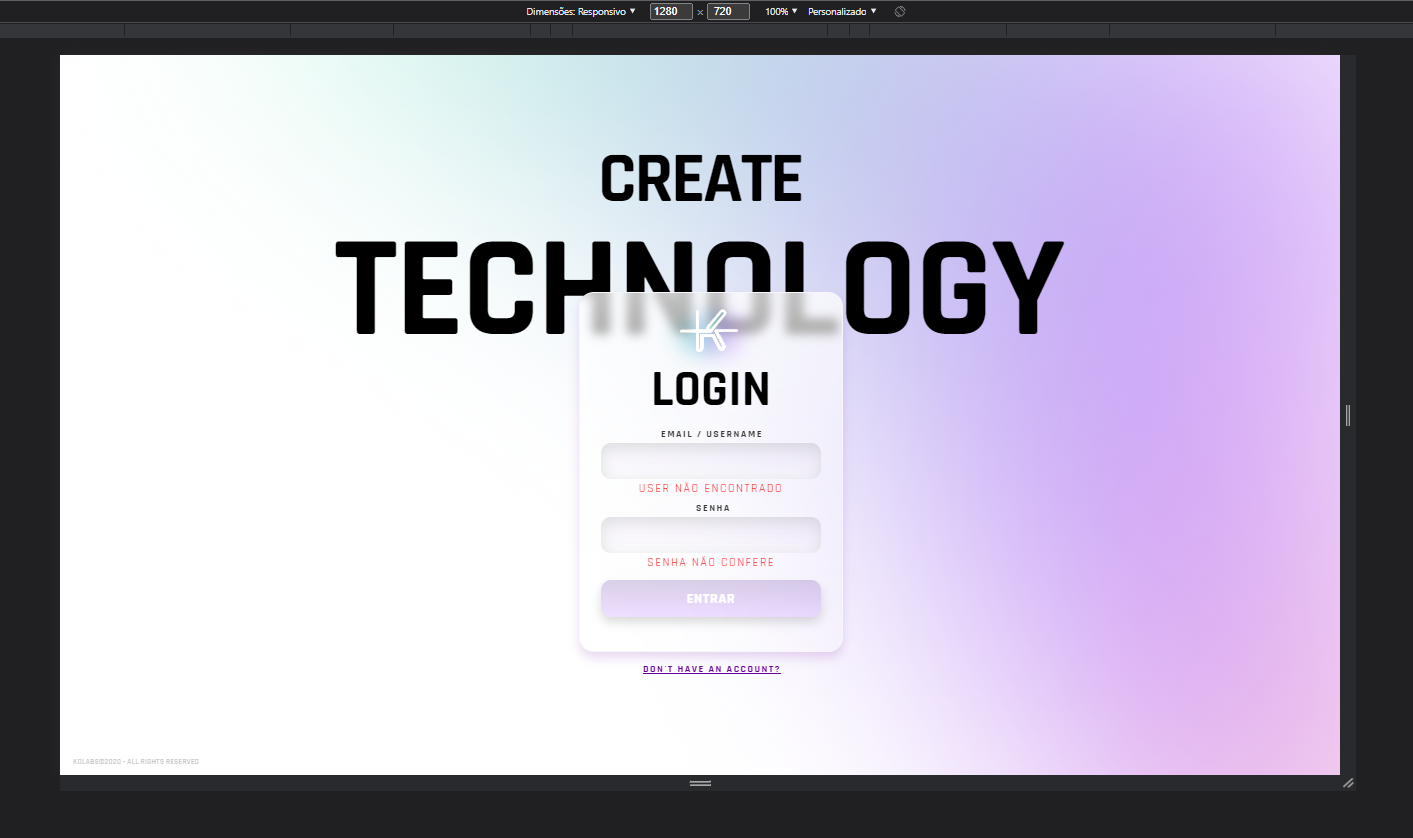 Dimensões: Responsivo ▼ 1280 × 720 100% ▼ Personalizado ▼
CREATE
TECHNOLOGY
LOGIN
EMAIL / USERNAME
USER NÃO ENCONTRADO
SENHA
SENHA NÃO CONFERE
ENTRAR
DON'T HAVE AN ACCOUNT?
KOLABS©2020 - ALL RIGHTS RESERVED